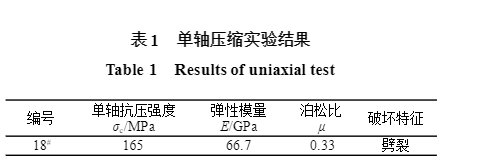 表1 单轴压缩实验结果
Table 1 Results of uniaxial test
编号 单轴抗压强度 σc/MPa 弹性模量 E/GPa 泊松比 μ 破坏特征
18# 165 66.7 0.33 劈裂